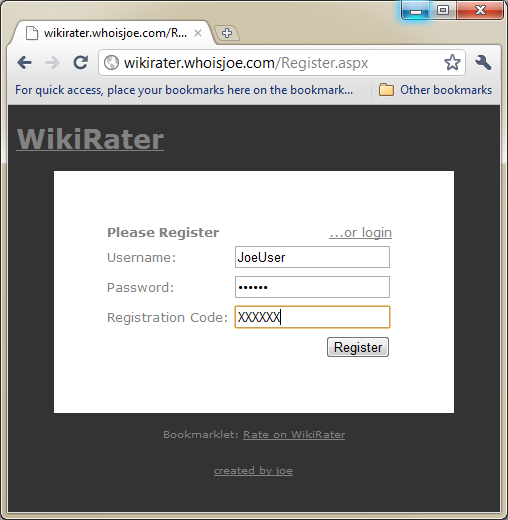 wikirater.whoisjoe.com/R...
wikirater.whoisjoe.com/Register.aspx
For quick access, place your bookmarks here on the bookmark... Other bookmarks
WikiRater
Please Register ...or login
Username: JoeUser
Password: ••••••
Registration Code: XXXXXX
Register
Bookmarklet: Rate on WikiRater
created by joe